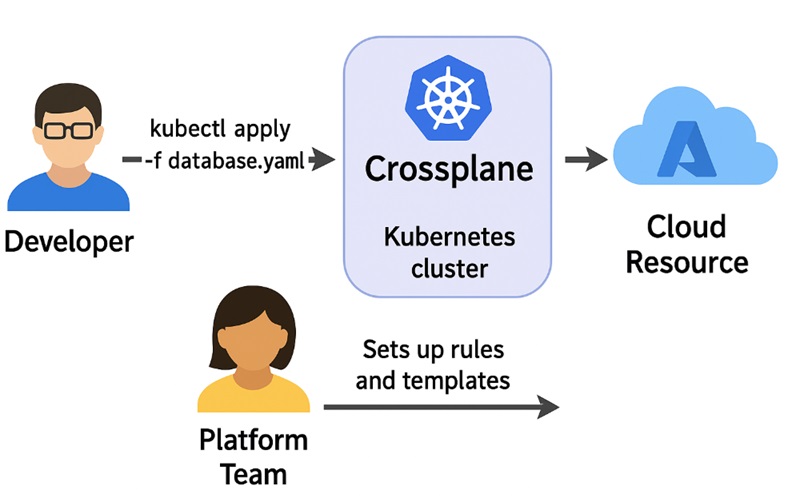 kubectl apply
-f database.yaml
Developer
Crossplane
Kubernetes
cluster
Cloud
Resource
Sets up rules
and templates
Platform
Team